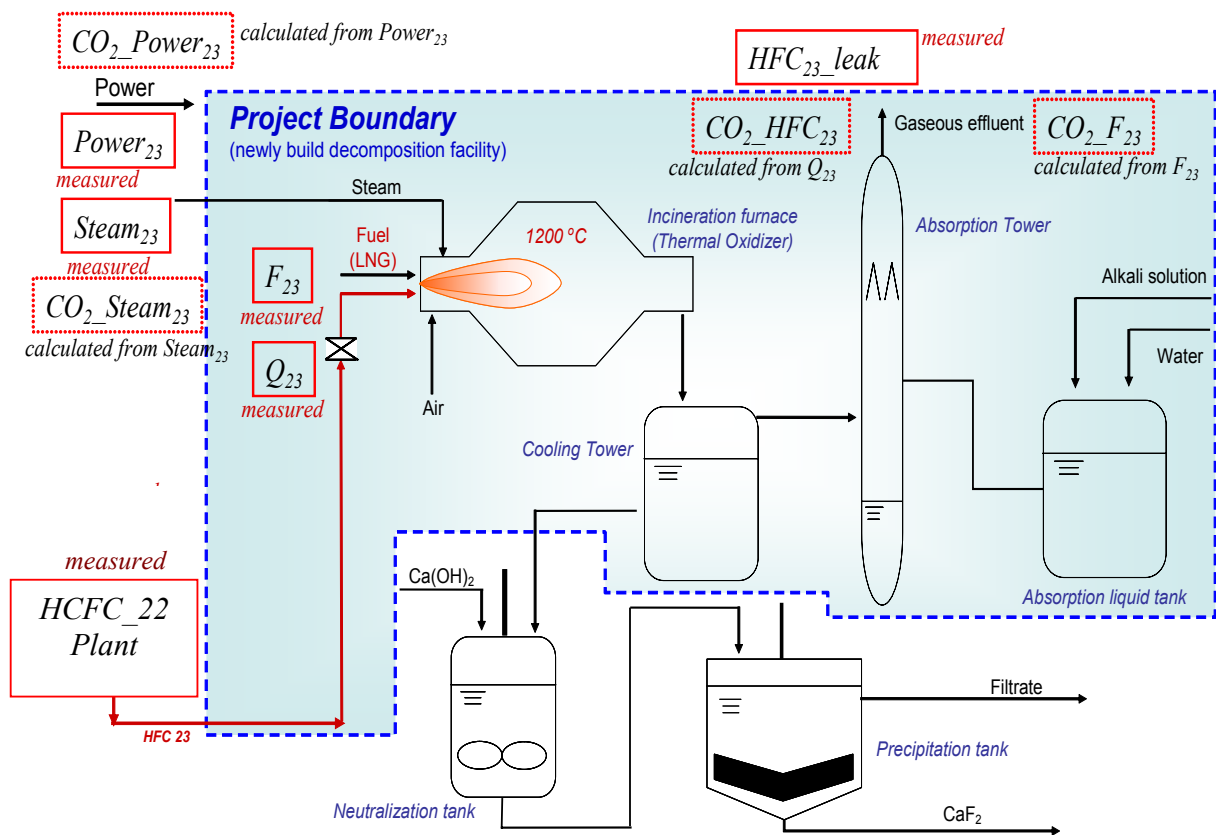 CO₂_Power₂₃
calculated from Power₂₃
measured
HFC₂₃_leak
Power
Project Boundary
(newly build decomposition facility)
CO₂_HFC₂₃
calculated from Q₂₃
Gaseous effluent
CO₂_F₂₃
calculated from F₂₃
Power₂₃
measured
Steam
Steam₂₃
measured
CO₂_Steam₂₃
calculated from Steam₂₃
Fuel
(LNG)
1200 ºC
Incineration furnace
(Thermal Oxidizer)
Absorption Tower
F₂₃
measured
Q₂₃
measured
Air
Alkali solution
Water
Cooling Tower
measured
HCFC_22
Plant
HFC 23
Ca(OH)₂
Absorption liquid tank
Filtrate
Precipitation tank
Neutralization tank
CaF₂